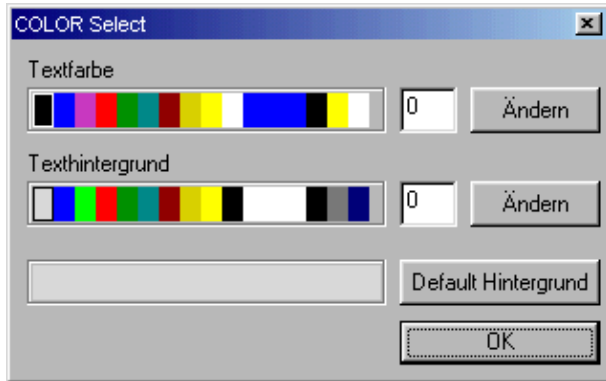 COLOR Select
Textfarbe
0
Ändern
Texthintergrund
0
Ändern
Default Hintergrund
OK